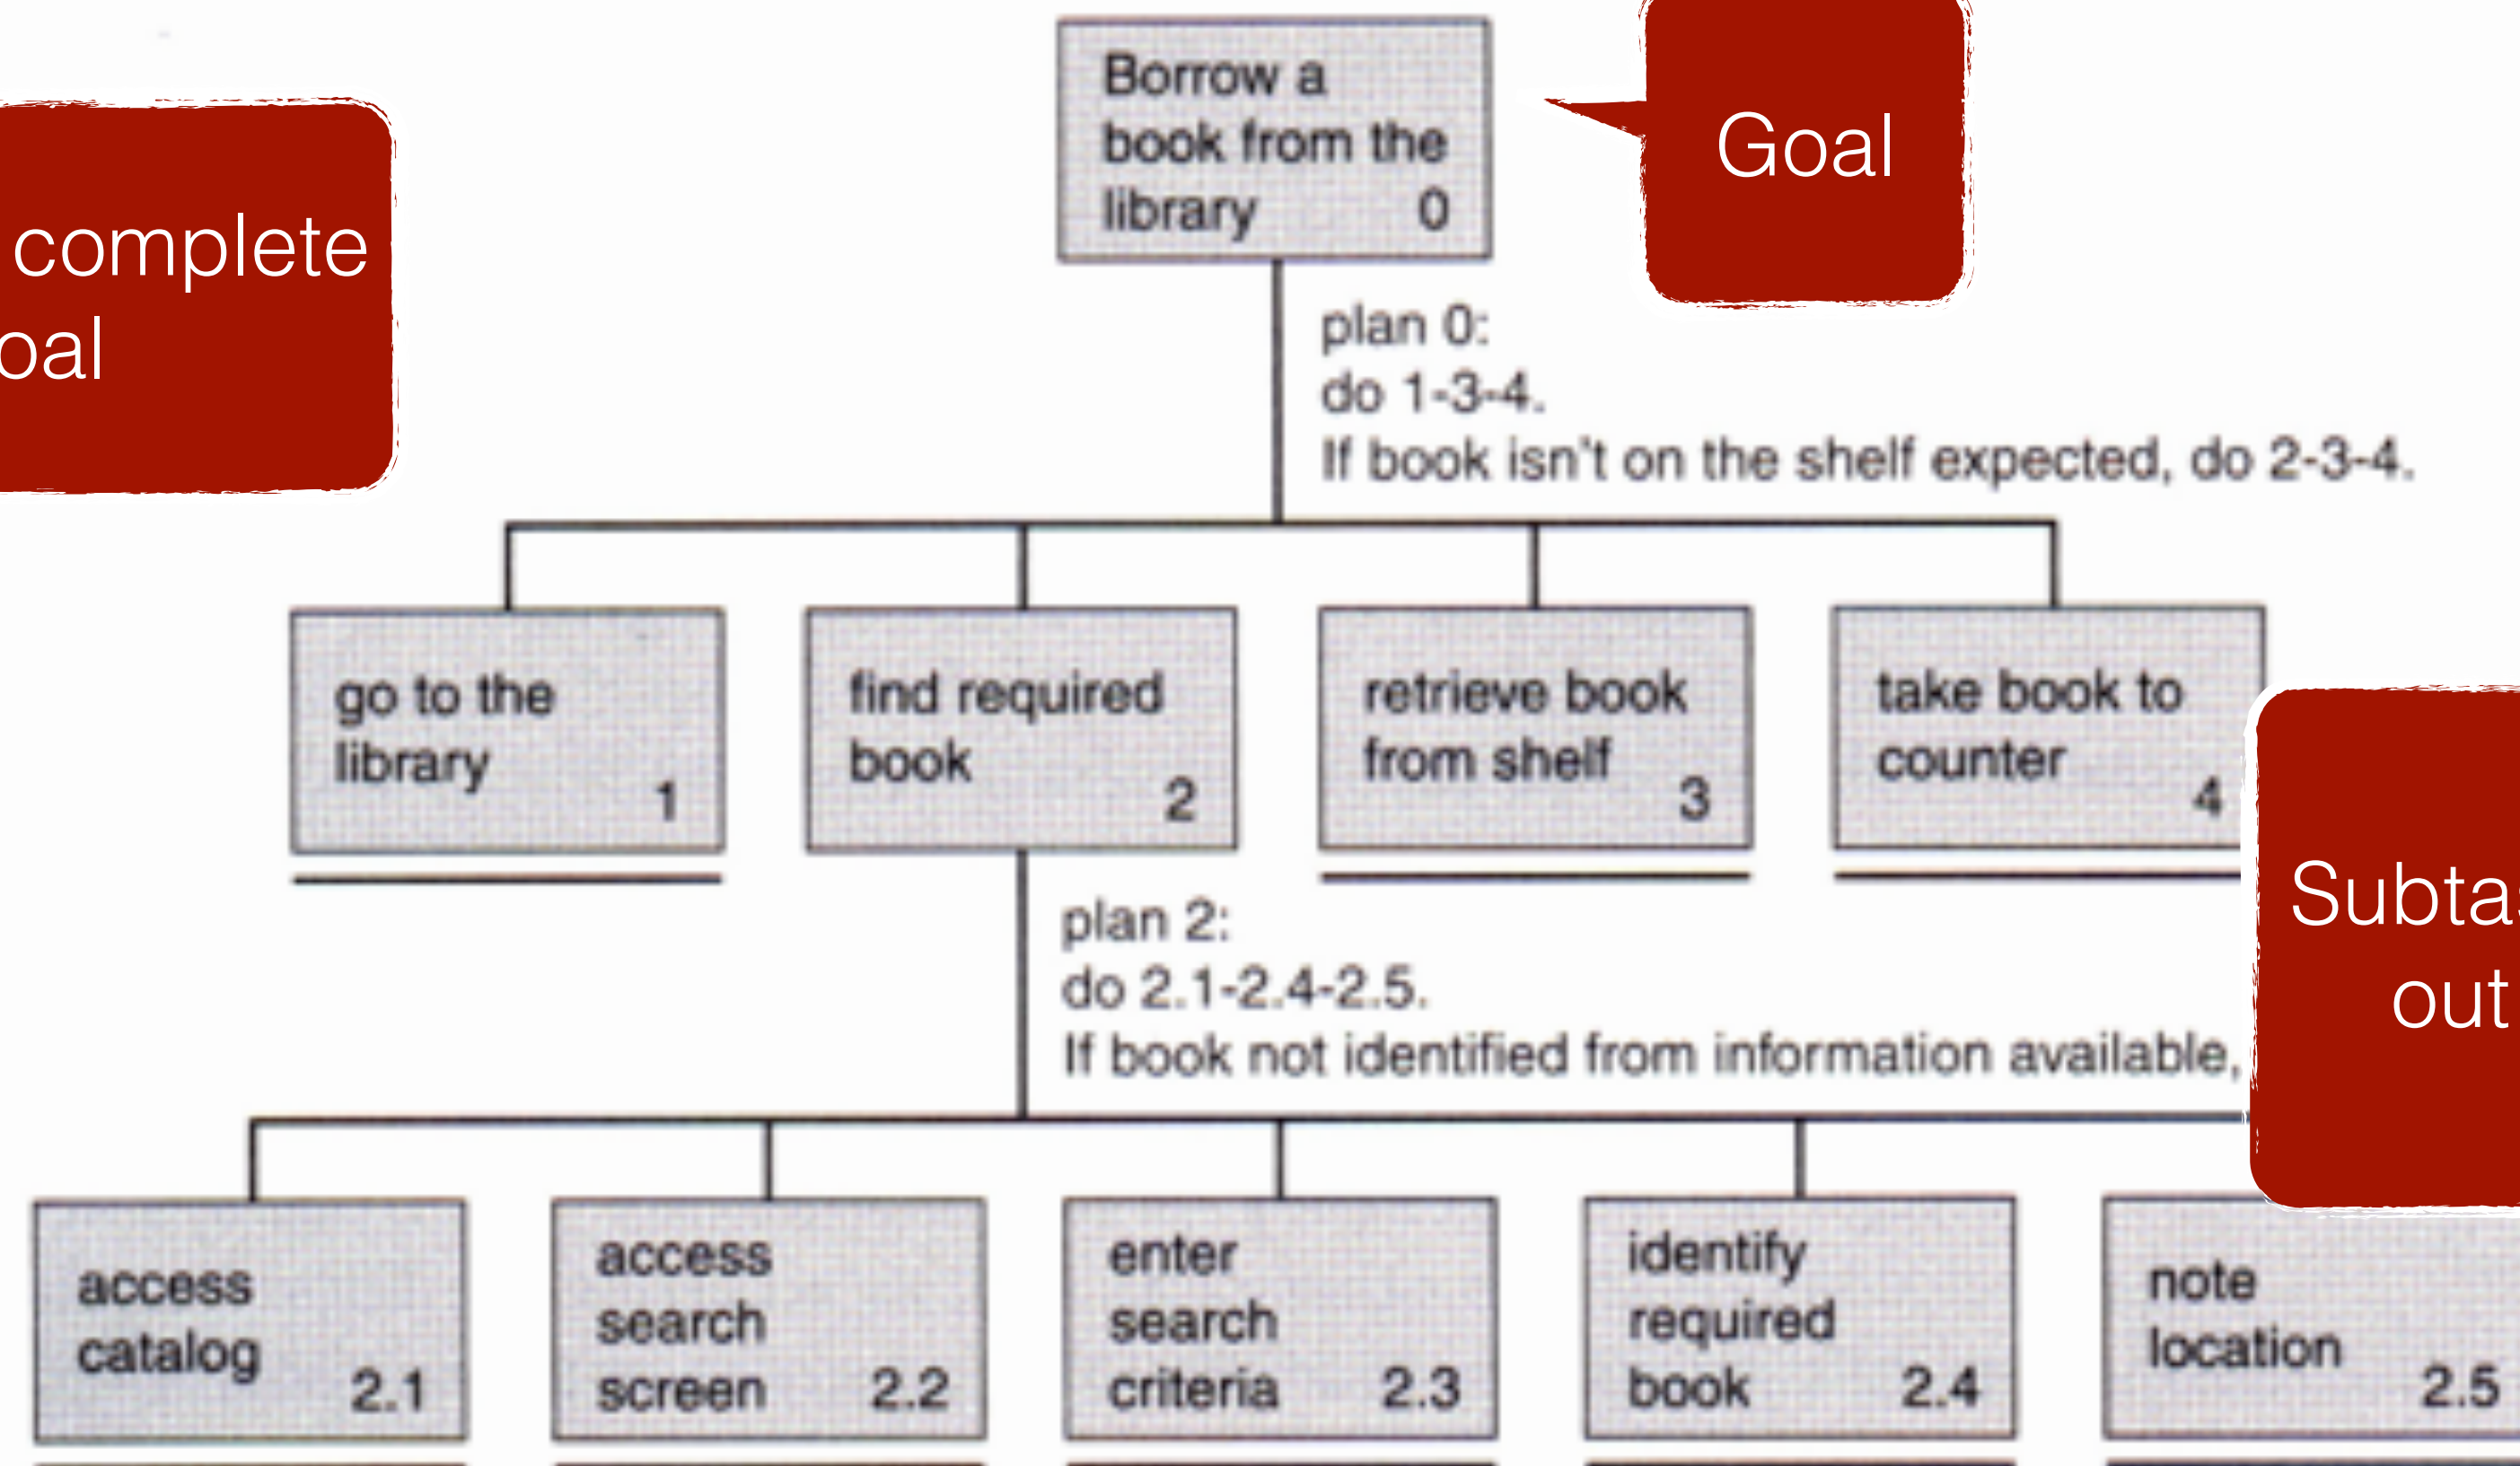 Borrow a
book from the
library 0
Goal
complete
oal
plan 0:
do 1-3-4.
If book isn't on the shelf expected, do 2-3-4.
go to the
library
1
find required
book
2
retrieve book
from shelf
3
take book to
counter
4
Subtas
out
plan 2:
do 2.1-2.4-2.5.
If book not identified from information available,
access
catalog
2.1
access
search
screen 2.2
enter
search
criteria 2.3
identify
required
book 2.4
note
location
2.5